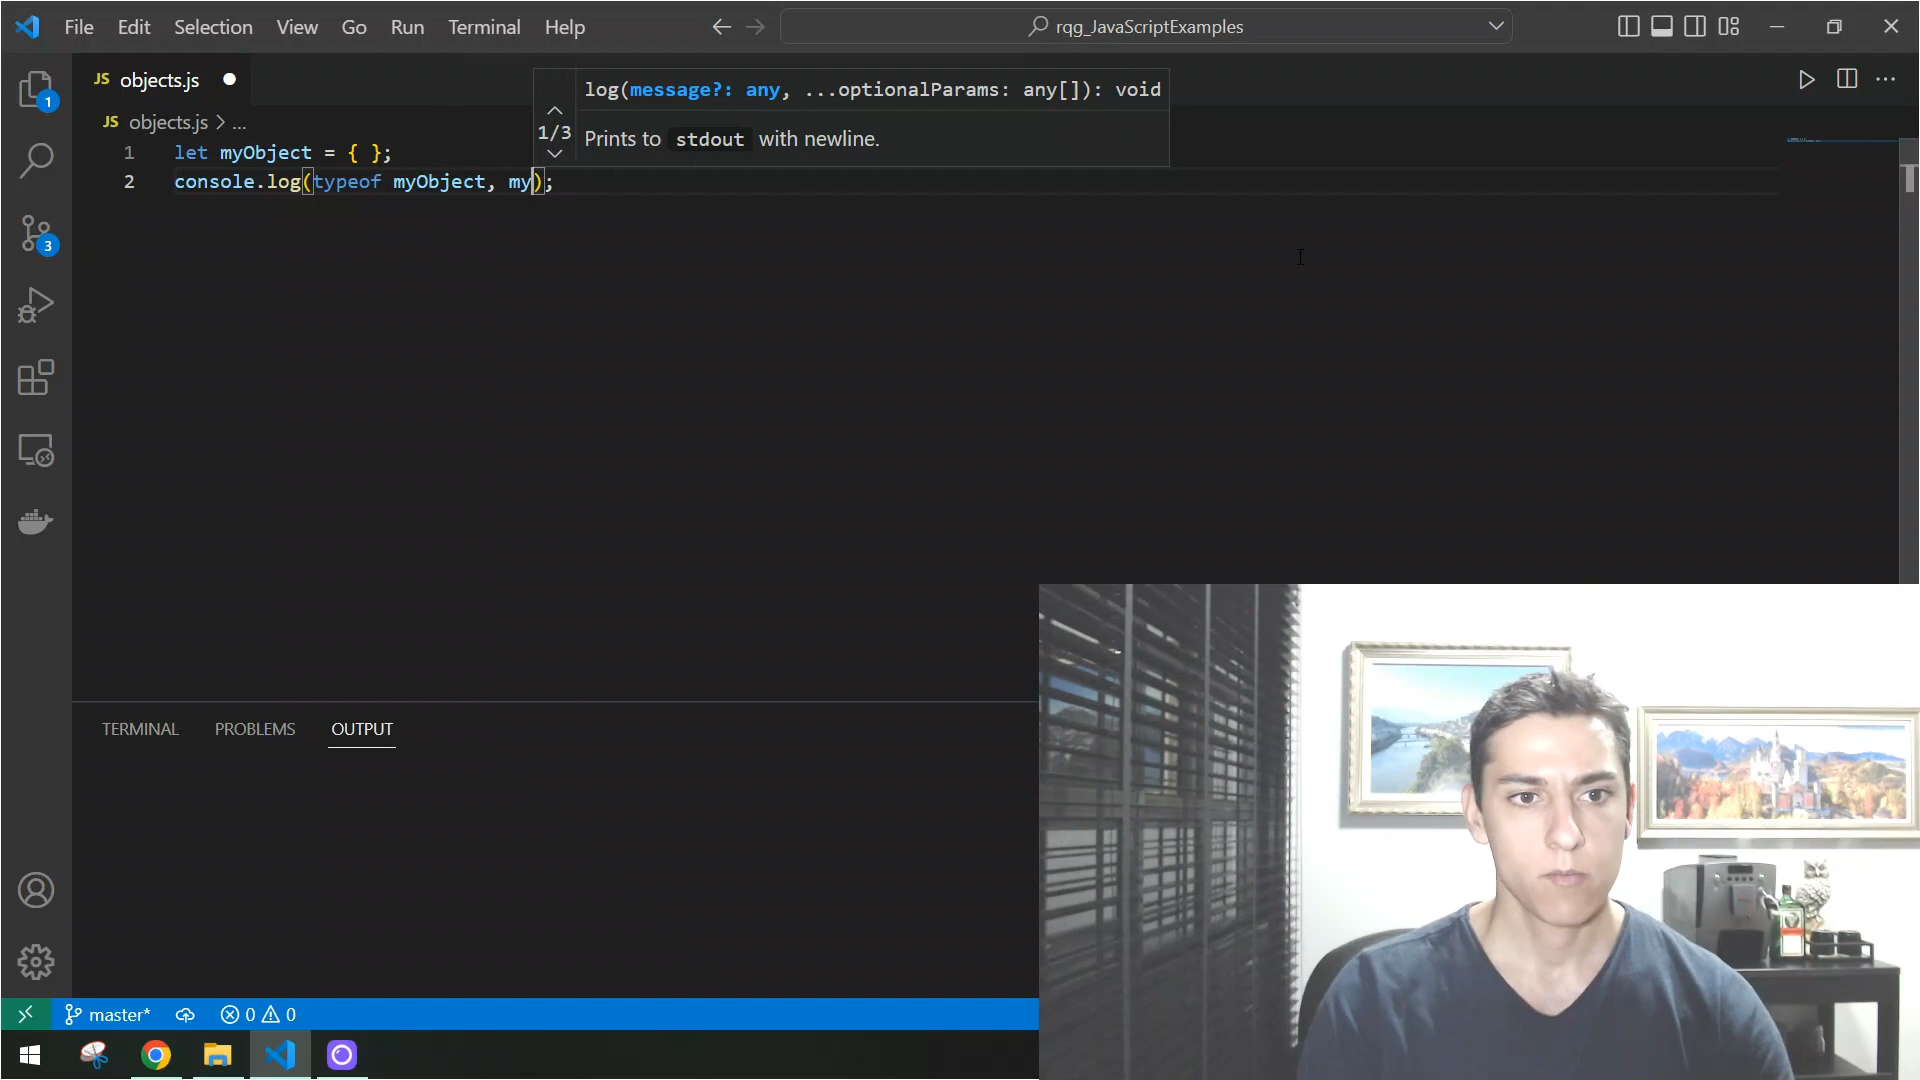 File Edit Selection View Go Run Terminal Help
rqg_JavaScriptExamples
JS objects.js
JS objects.js > ...
log(message?: any, ...optionalParams: any[]): void
1/3
Prints to stdout with newline.
1 let myObject = { };
2 console.log(typeof myObject, my);
1
3
TERMINAL PROBLEMS OUTPUT
master* 0 0